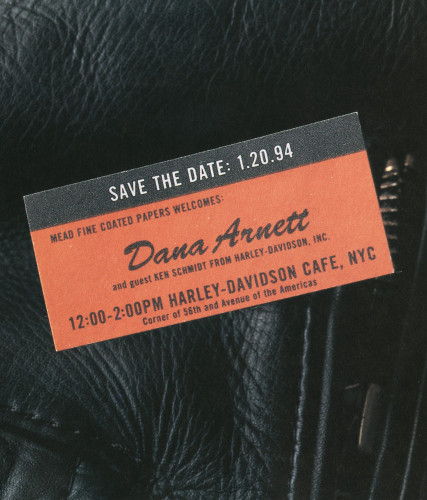 SAVE THE DATE: 1.20.94
MEAD FINE COATED PAPERS WELCOMES:
Dana Arnett
and guest KEN SCHMIDT FROM HARLEY-DAVIDSON, INC.
12:00-2:00PM HARLEY-DAVIDSON CAFE, NYC
Corner of 56th and Avenue of the Americas